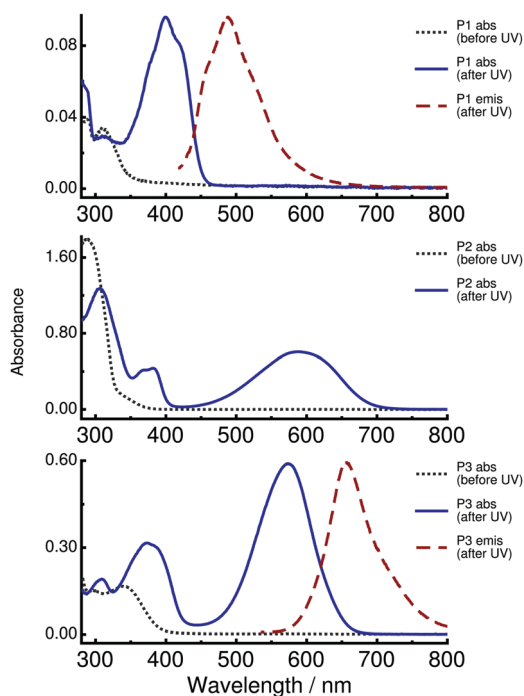 0.08
0.04
0.00
300 400 500 600 700 800
P1 abs
(before UV)
P1 abs
(after UV)
P1 emis
(after UV)
Absorbance
1.60
0.80
0.00
300 400 500 600 700 800
P2 abs
(before UV)
P2 abs
(after UV)
0.60
0.30
0.00
300 400 500 600 700 800
P3 abs
(before UV)
P3 abs
(after UV)
P3 emis
(after UV)
Wavelength / nm